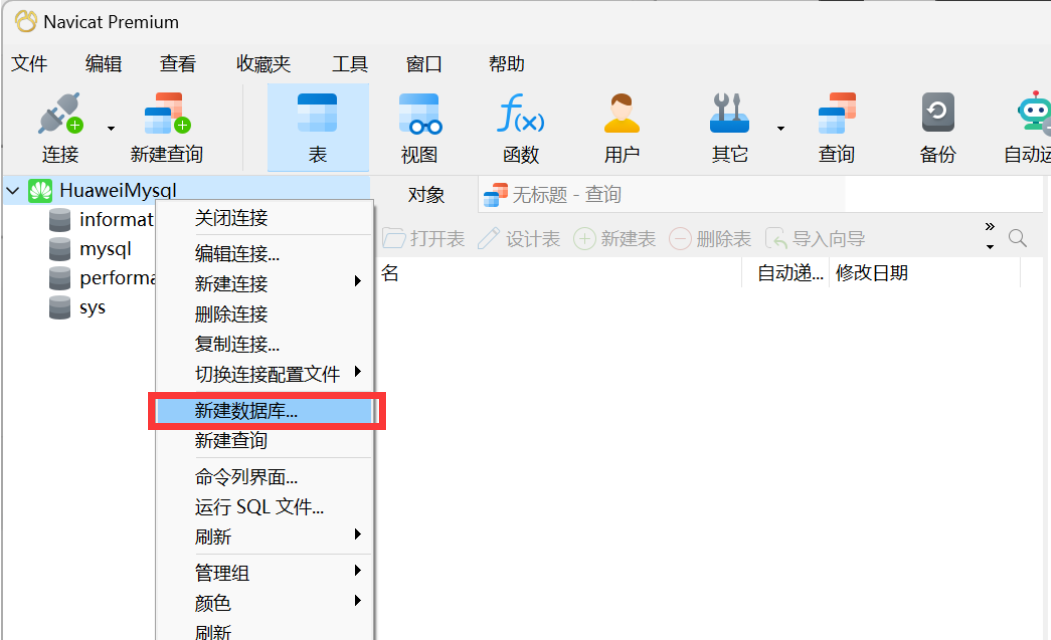 Navicat Premium
文件 编辑 查看 收藏夹 工具 窗口 帮助
连接 新建查询 表 视图 函数 用户 其它 查询 备份 自动运
HuaweiMysql
对象 无标题 - 查询
informat
mysql
performa
sys
打开表 设计表 新建表 删除表 导入向导
名 自动递... 修改日期
关闭连接
编辑连接...
新建连接
删除连接
复制连接...
切换连接配置文件
新建数据库...
新建查询
命令列界面...
运行 SQL 文件...
刷新
管理组
颜色
刷新